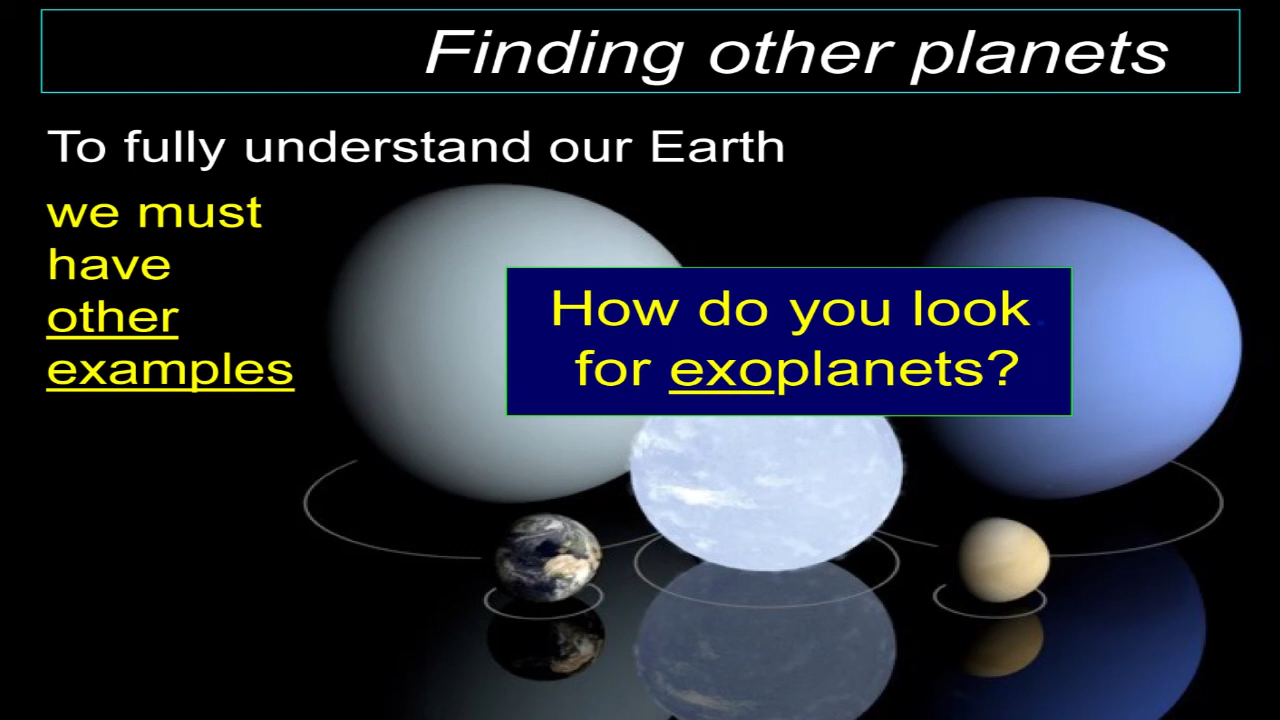 Finding other planets
To fully understand our Earth
we must
have
other
examples
How do you look
for exoplanets?